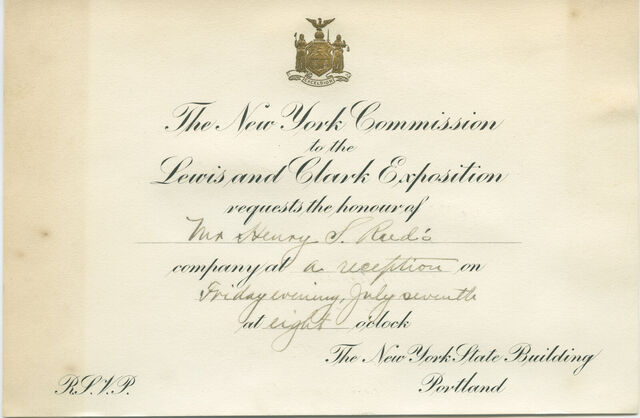 EXCELSIOR
The New York Commission
to the
Lewis and Clark Exposition
requests the honour of
Mr Henry E. Reed's
company at a reception on
Friday evening, July seventh
at eight o'clock
The New York State Building
R.S.V.P. Portland